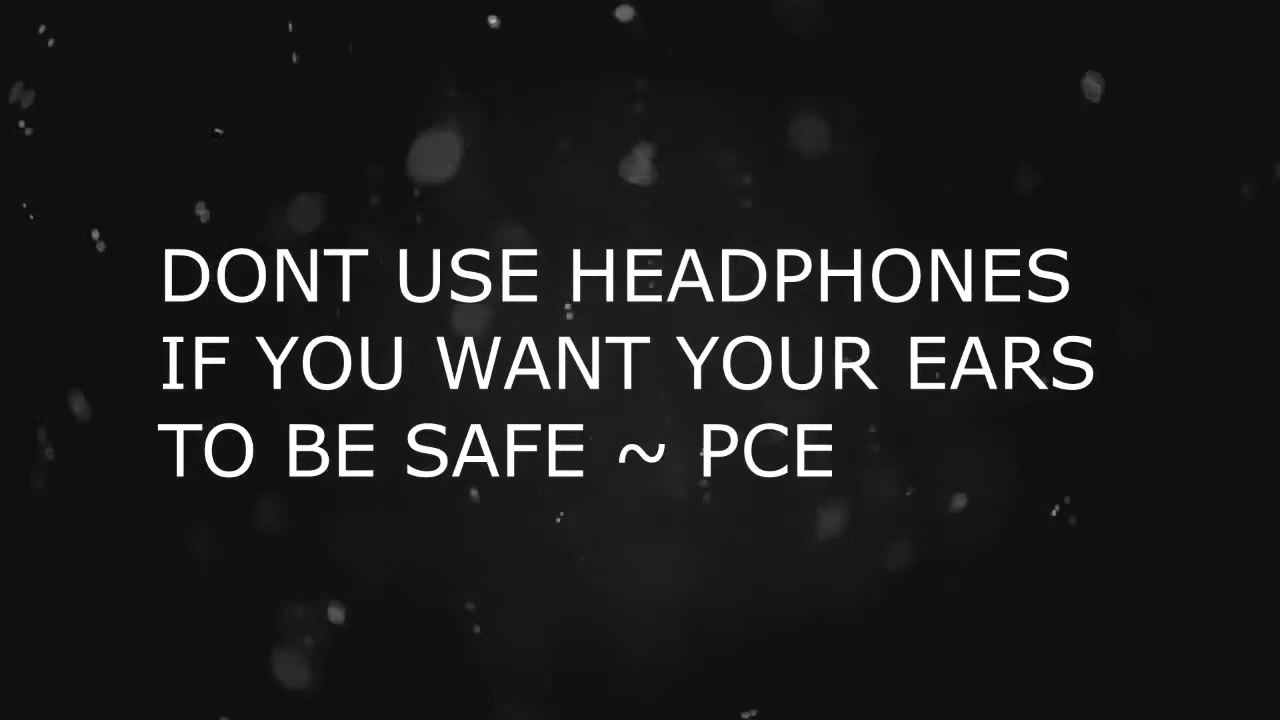 DONT USE HEADPHONES
IF YOU WANT YOUR EARS
TO BE SAFE ~ PCE